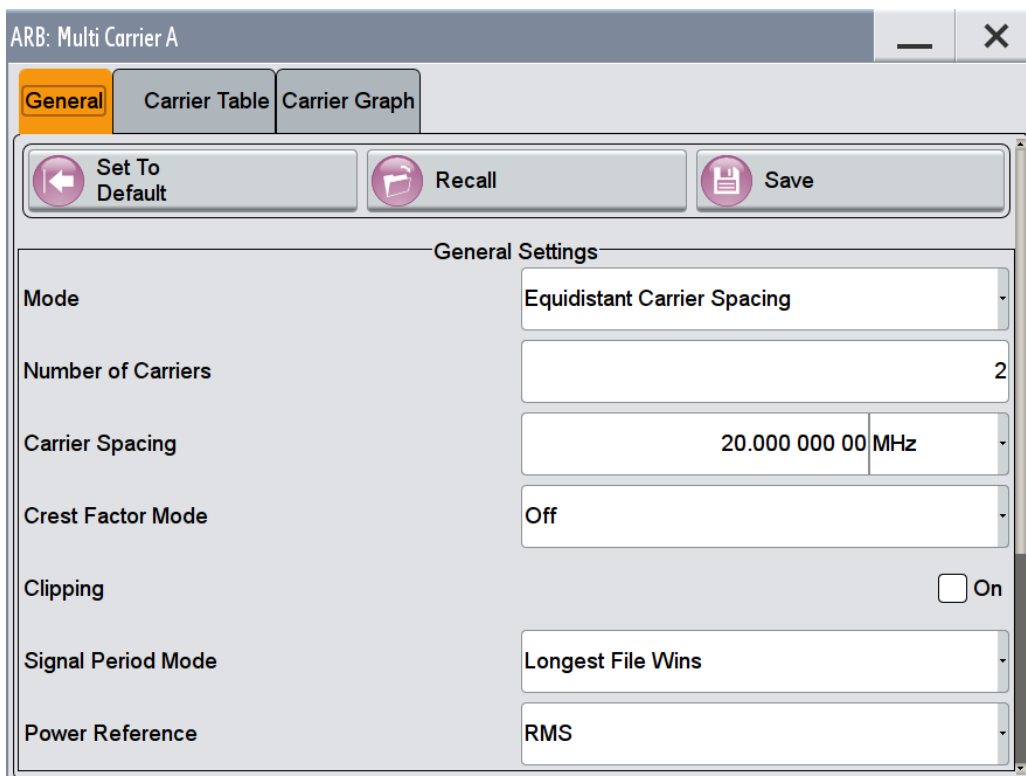 ARB: Multi Carrier A
General Carrier Table Carrier Graph
Set To
Default
Recall
Save
General Settings
Mode Equidistant Carrier Spacing
Number of Carriers 2
Carrier Spacing 20.000 000 00 MHz
Crest Factor Mode Off
Clipping On
Signal Period Mode Longest File Wins
Power Reference RMS